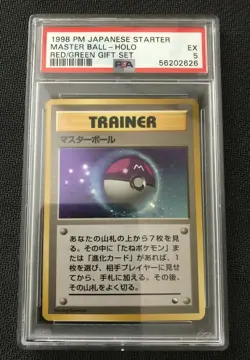 1998 PM JAPANESE STARTER
MASTER BALL - HOLO EX
RED/GREEN GIFT SET 5
PSA 56202626
TRAINER
マスターボール
M
あなたの山札の上から7枚を見
る。その中に「たねポケモン」ま
たは「進化カード」があれば、1
枚を選び、相手プレイヤーに見
せてから、手札に加える。その
後、その山札をよく切る。